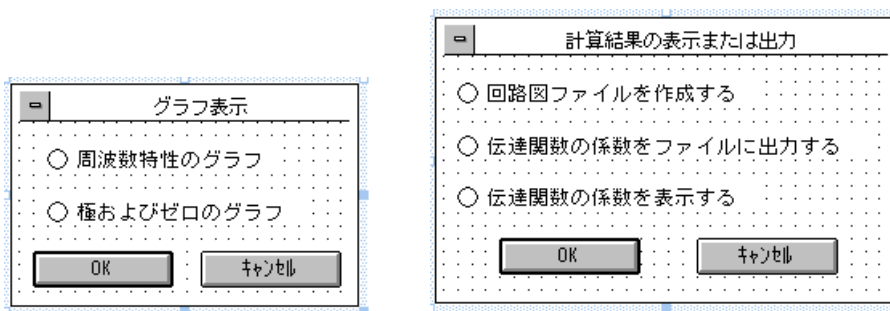 グラフ表示
周波数特性のグラフ
極およびゼロのグラフ
OK ｷｬﾝｾﾙ
計算結果の表示または出力
回路図ファイルを作成する
伝達関数の係数をファイルに出力する
伝達関数の係数を表示する
OK ｷｬﾝｾﾙ